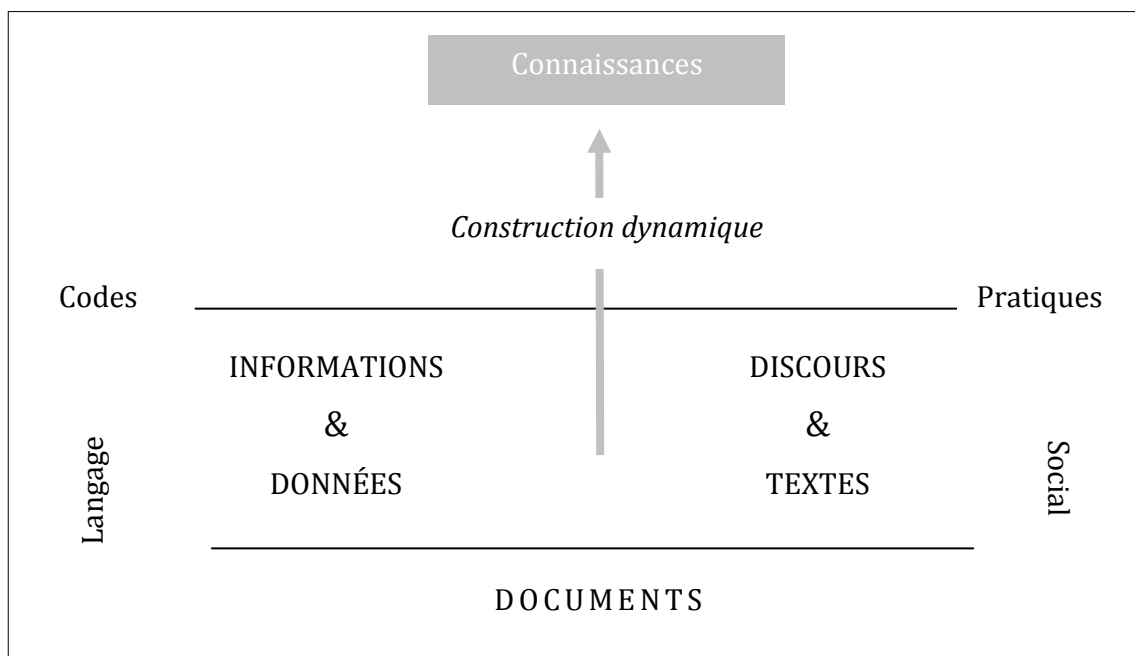 Connaissances
Construction dynamique
Codes
Pratiques
INFORMATIONS
DISCOURS
&
&
Langage
DONNÉES
TEXTES
Social
DOCUMENTS